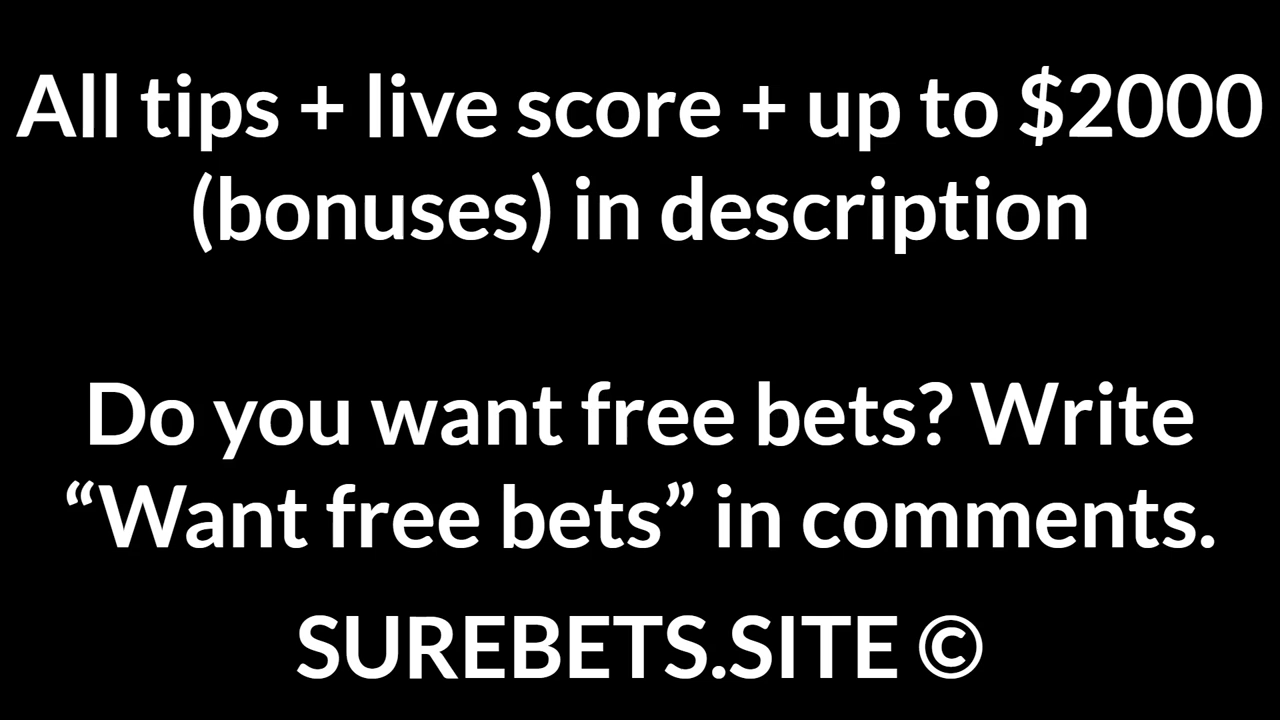 All tips + live score + up to $2000
(bonuses) in description
Do you want free bets? Write
“Want free bets” in comments.
SUREBETS.SITE ©